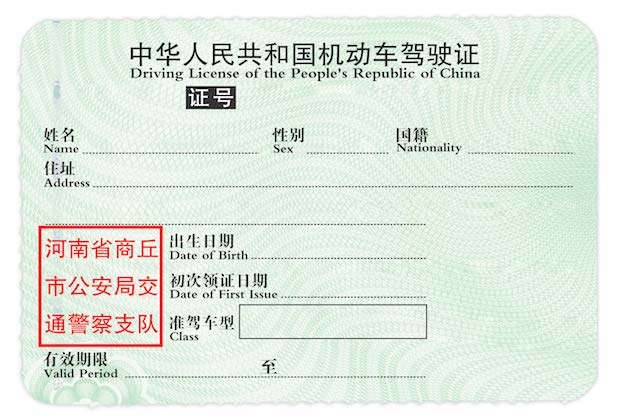 中华人民共和国机动车驾驶证
Driving License of the People's Republic of China
证号
姓名 性别 国籍
Name Sex Nationality
住址
Address
河南省商丘
市公安局交
通警察支队
出生日期
Date of Birth
初次领证日期
Date of First Issue
准驾车型
Class
有效期限 至
Valid Period